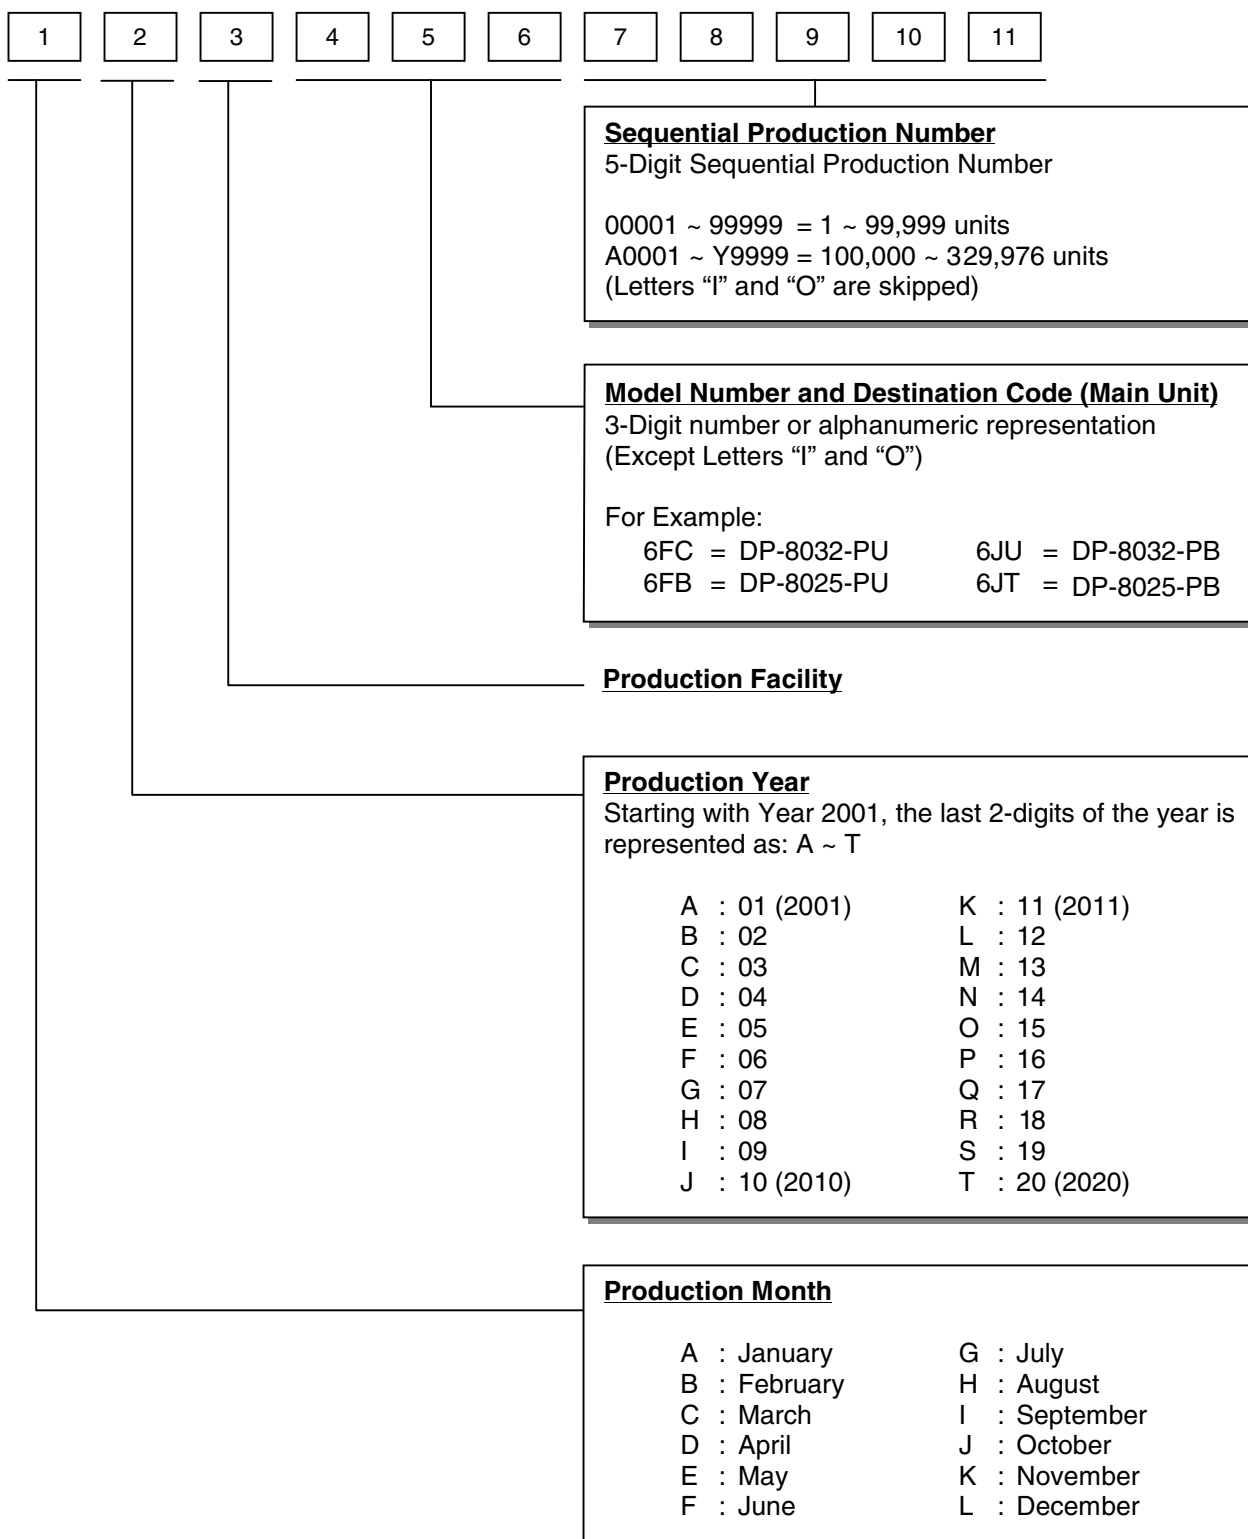 1 2 3 4 5 6 7 8 9 10 11
Sequential Production Number
5-Digit Sequential Production Number
00001 ~ 99999 = 1 ~ 99,999 units
A0001 ~ Y9999 = 100,000 ~ 329,976 units
(Letters “I” and “O” are skipped)
Model Number and Destination Code (Main Unit)
3-Digit number or alphanumeric representation
(Except Letters “I” and “O”)
For Example:
6FC = DP-8032-PU 6JU = DP-8032-PB
6FB = DP-8025-PU 6JT = DP-8025-PB
Production Facility
Production Year
Starting with Year 2001, the last 2-digits of the year is
represented as: A ~ T
A : 01 (2001) K : 11 (2011)
B : 02 L : 12
C : 03 M : 13
D : 04 N : 14
E : 05 O : 15
F : 06 P : 16
G : 07 Q : 17
H : 08 R : 18
I : 09 S : 19
J : 10 (2010) T : 20 (2020)
Production Month
A : January G : July
B : February H : August
C : March I : September
D : April J : October
E : May K : November
F : June L : December